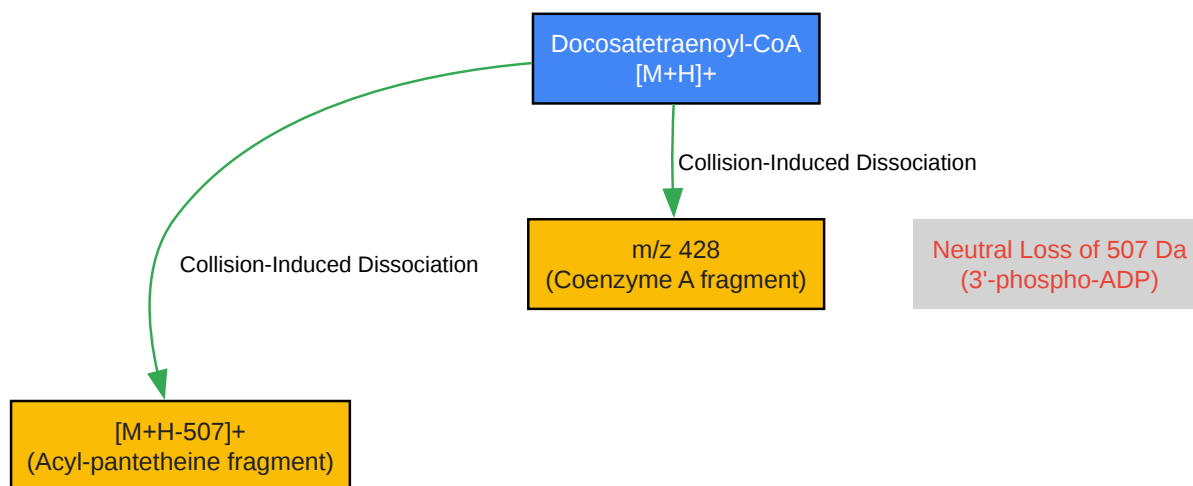 Docosatetraenoyl-CoA
[M+H]+
Collision-Induced Dissociation
m/z 428
(Coenzyme A fragment)
Neutral Loss of 507 Da
(3'-phospho-ADP)
Collision-Induced Dissociation
[M+H-507]+
(Acyl-pantetheine fragment)